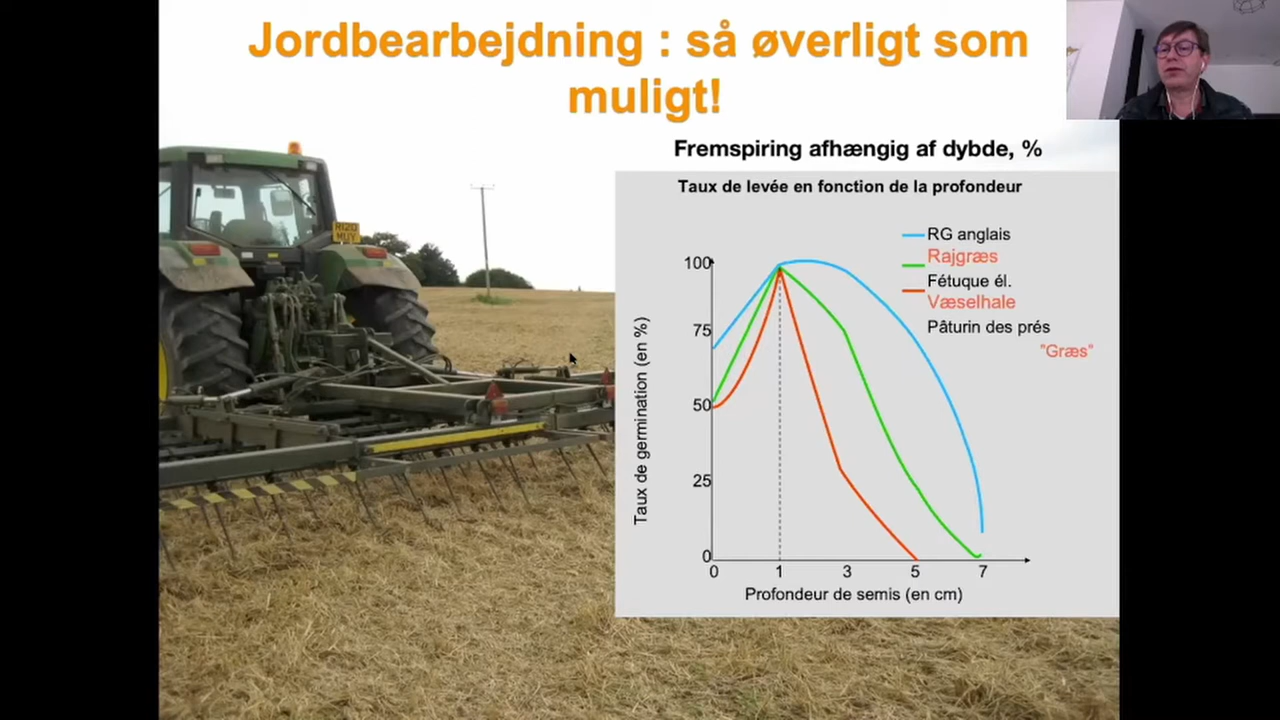 Jordbearbejdning : så øverligt som
muligt!
Fremspiring afhængig af dybde, %
Taux de levée en fonction de la profondeur
RG anglais
Rajgræs
Fétuque él.
Væselhale
Pâturin des prés
"Græs"
Taux de germination (en %)
100
75
50
25
0
0 1 3 5 7
Profondeur de semis (en cm)
R120
MUY